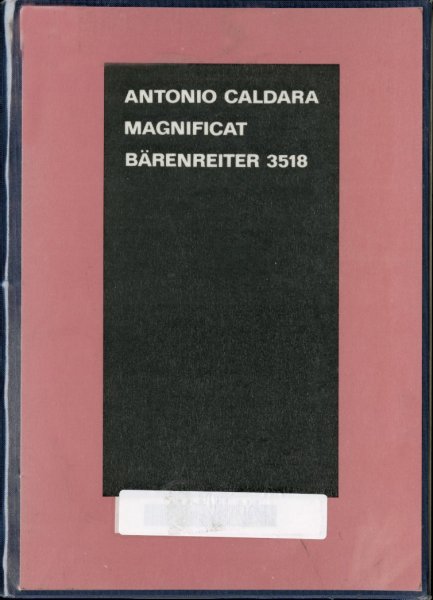 ANTONIO CALDARA
MAGNIFICAT
BÄRENREITER 3518